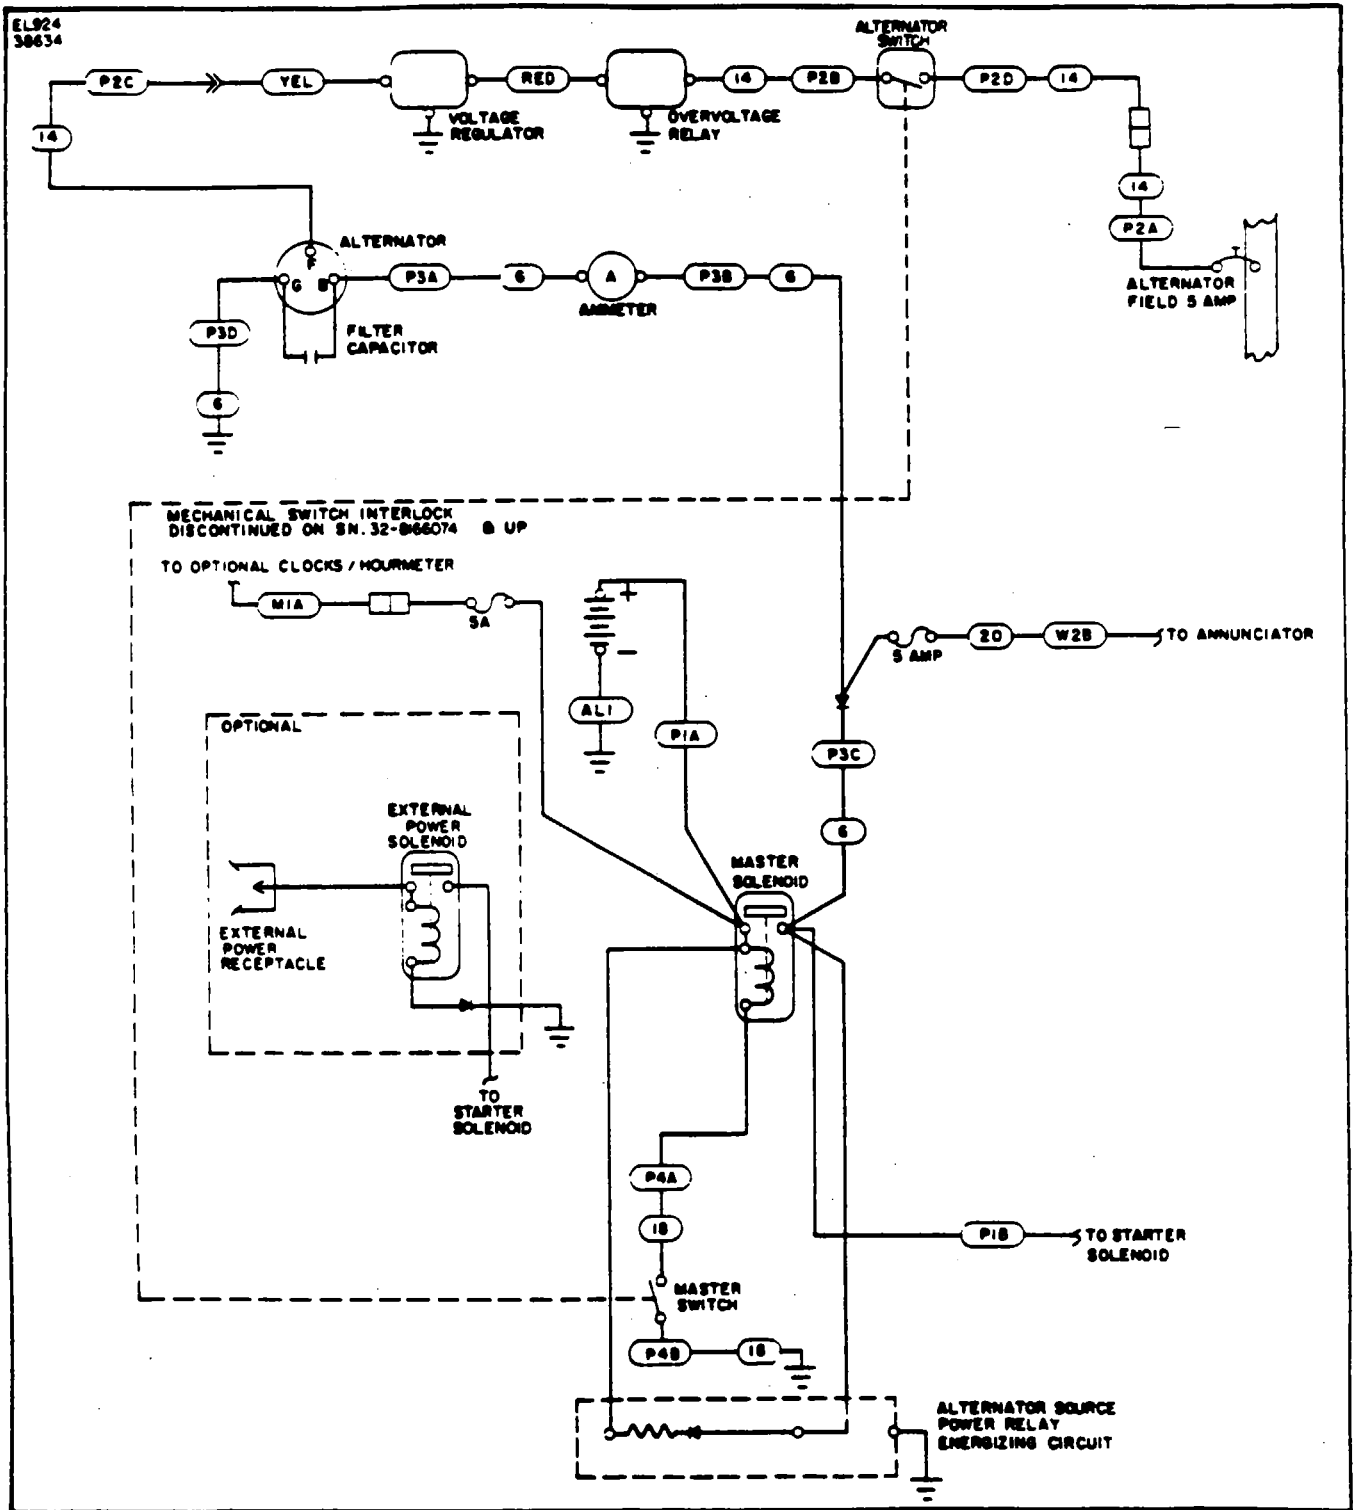 EL924
38634
ALTERNATOR
SWITCH
P2C
YEL
RED
14
P2B
P2D
14
VOLTAGE
REGULATOR
OVERVOLTAGE
RELAY
14
14
P2A
ALTERNATOR
F
G
B
P3A
6
A
P3B
6
AMMETER
ALTERNATOR
FIELD 5 AMP
P3D
FILTER
CAPACITOR
6
MECHANICAL SWITCH INTERLOCK
DISCONTINUED ON SN. 32-8166074 & UP
TO OPTIONAL CLOCKS / HOURMETER
M1A
5A
+
−
5 AMP
20
W2B
TO ANNUNCIATOR
AL1
P1A
OPTIONAL
P3C
6
EXTERNAL
POWER
SOLENOID
MASTER
SOLENOID
EXTERNAL
POWER
RECEPTACLE
TO
STARTER
SOLENOID
P4A
18
P1B
TO STARTER
SOLENOID
MASTER
SWITCH
P4B
18
ALTERNATOR SOURCE
POWER RELAY
ENERGIZING CIRCUIT